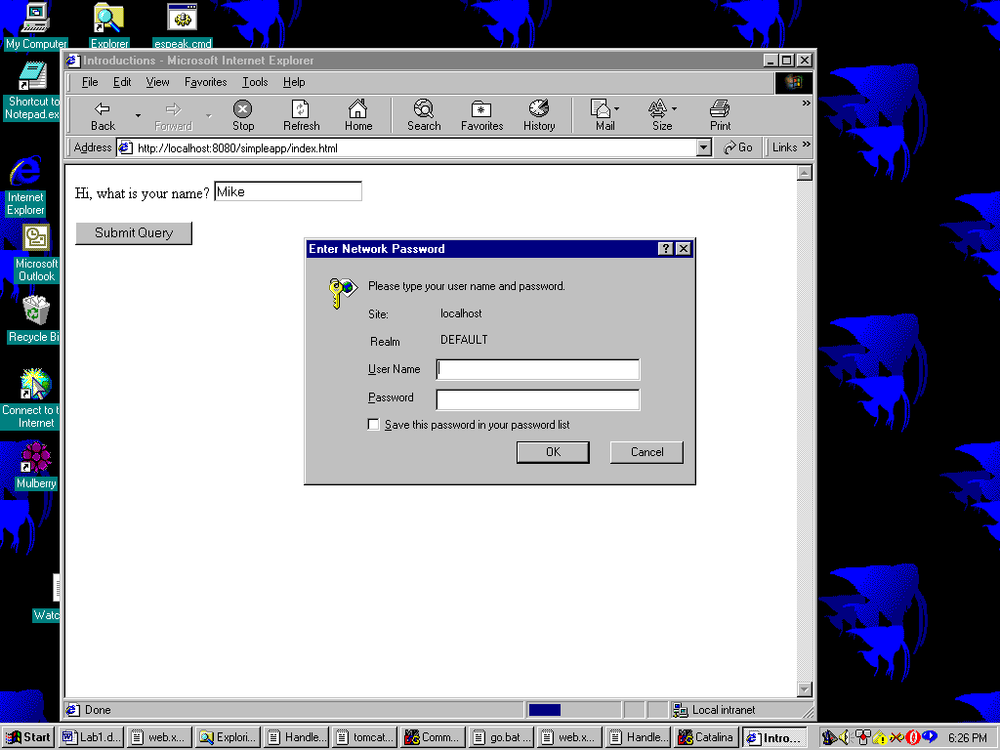 My Computer
Explorer
espeak.cmd
Shortcut to
Notepad.ex
Internet
Explorer
Microsoft
Outlook
Recycle Bi
Connect to t
Internet
Mulberry
Watc
Introductions - Microsoft Internet Explorer
File Edit View Favorites Tools Help
Back Forward Stop Refresh Home Search Favorites History Mail Size Print »
Address http://localhost:8080/simpleapp/index.html Go Links »
Hi, what is your name? Mike
Submit Query
Enter Network Password
Please type your user name and password.
Site: localhost
Realm DEFAULT
User Name
Password
Save this password in your password list
OK Cancel
Done Local intranet
Start Lab1.d... web.x... Explori... Handle... tomcat... Comm... go.bat ... web.x... Handle... Catalina Intro... 6:26 PM